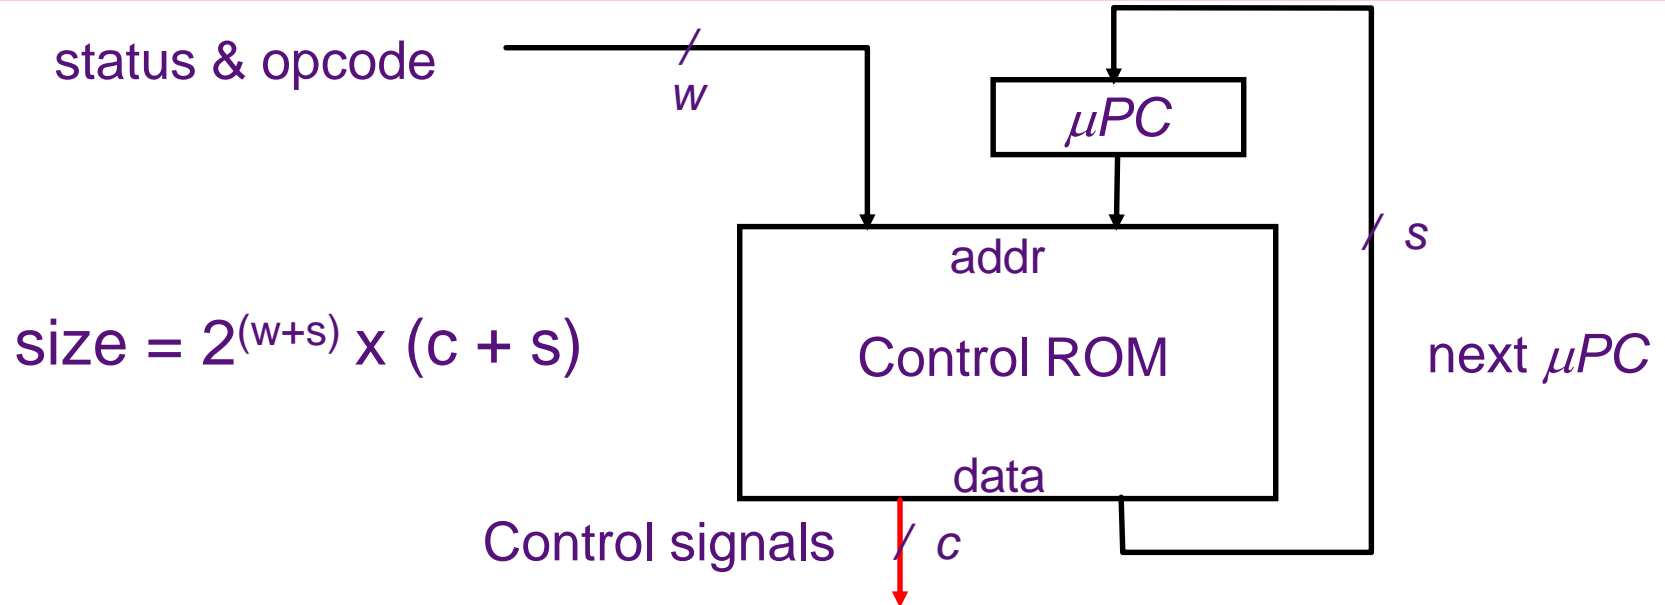 status & opcode
w
μPC
addr
s
size = 2^(w+s) x (c + s)
Control ROM
next μPC
data
Control signals
c